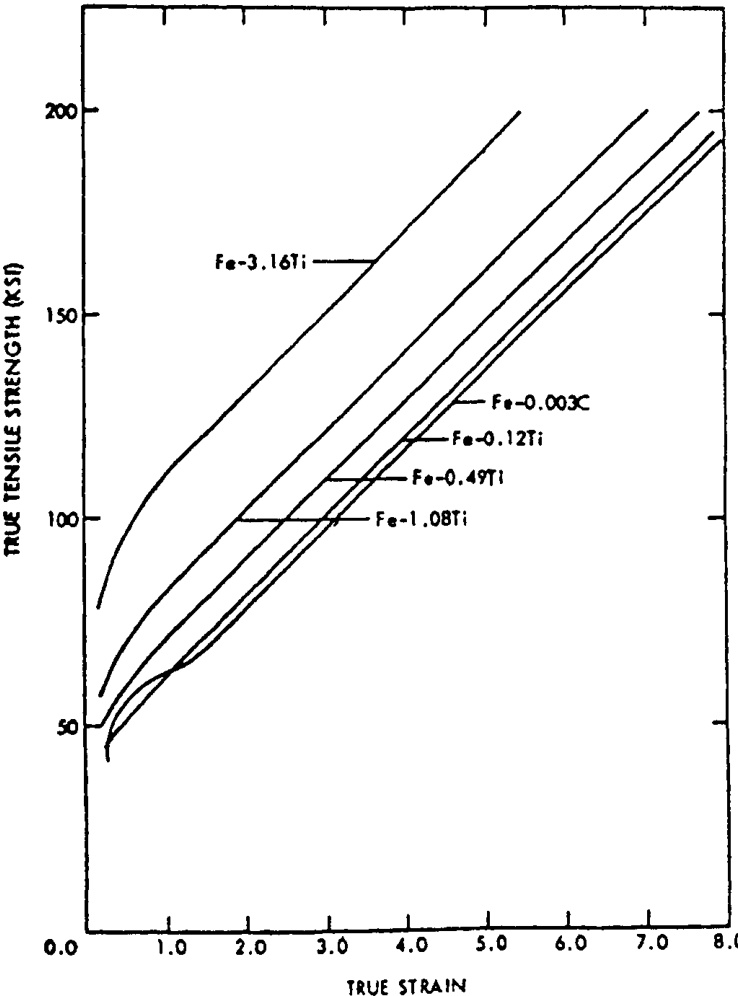 200
Fe-3.16Ti
150
TRUE TENSILE STRENGTH (KSI)
Fe-0.003C
Fe-0.12Ti
Fe-0.49Ti
100
Fe-1.08Ti
50
0.0 1.0 2.0 3.0 4.0 5.0 6.0 7.0 8.0
TRUE STRAIN